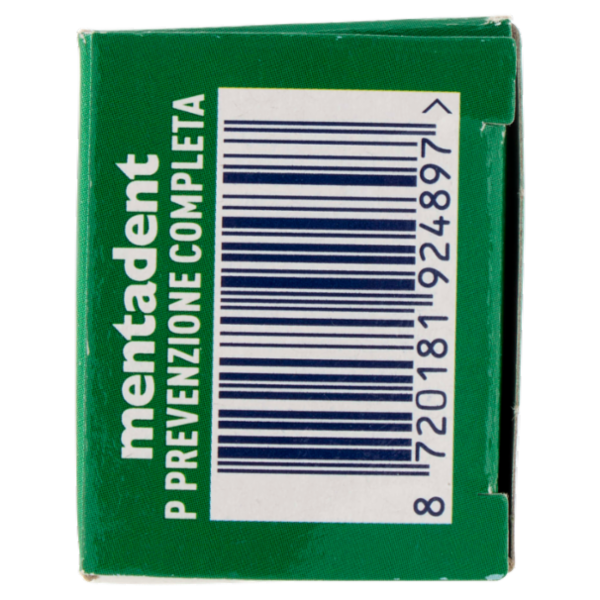 mentadent
P PREVENZIONE COMPLETA
8 720181 924897 >